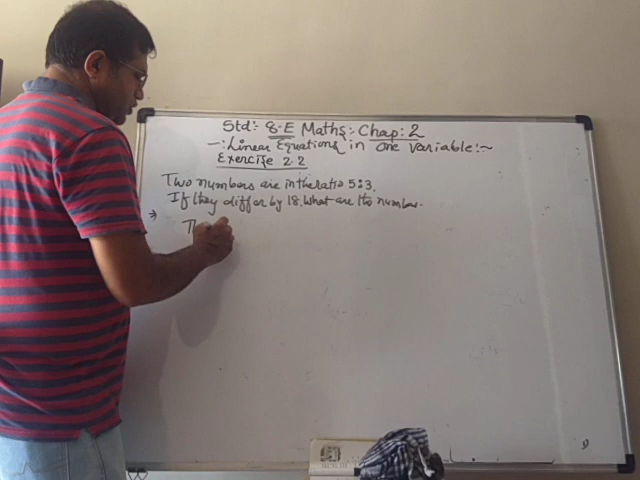 Std:- 8-E Maths:- Chap: 2
-: Linear Equations in One Variable:~
Exercise 2.2
Two numbers are in the ratio 5:3.
If they differ by 18. What are the number.
⇒ T